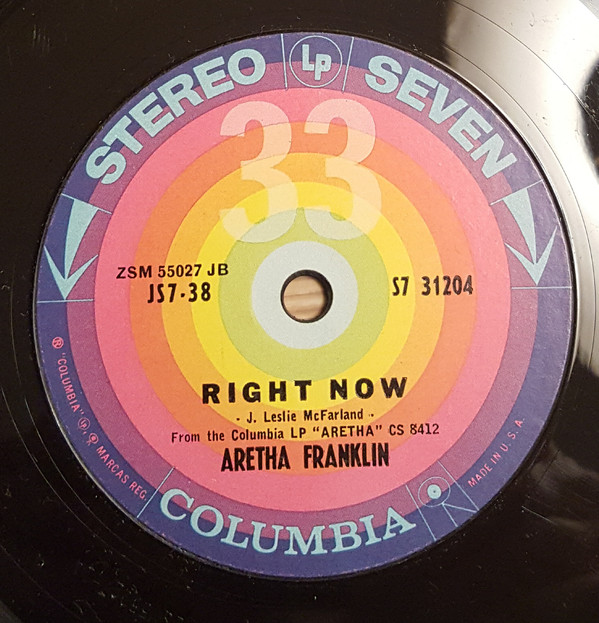 STEREO Lp SEVEN
33
ZSM 55027 JB
JS7-38
S7 31204
RIGHT NOW
- J. Leslie McFarland -
From the Columbia LP "ARETHA" CS 8412
ARETHA FRANKLIN
® "COLUMBIA" MARCAS REG.
COLUMBIA
MADE IN U.S.A.